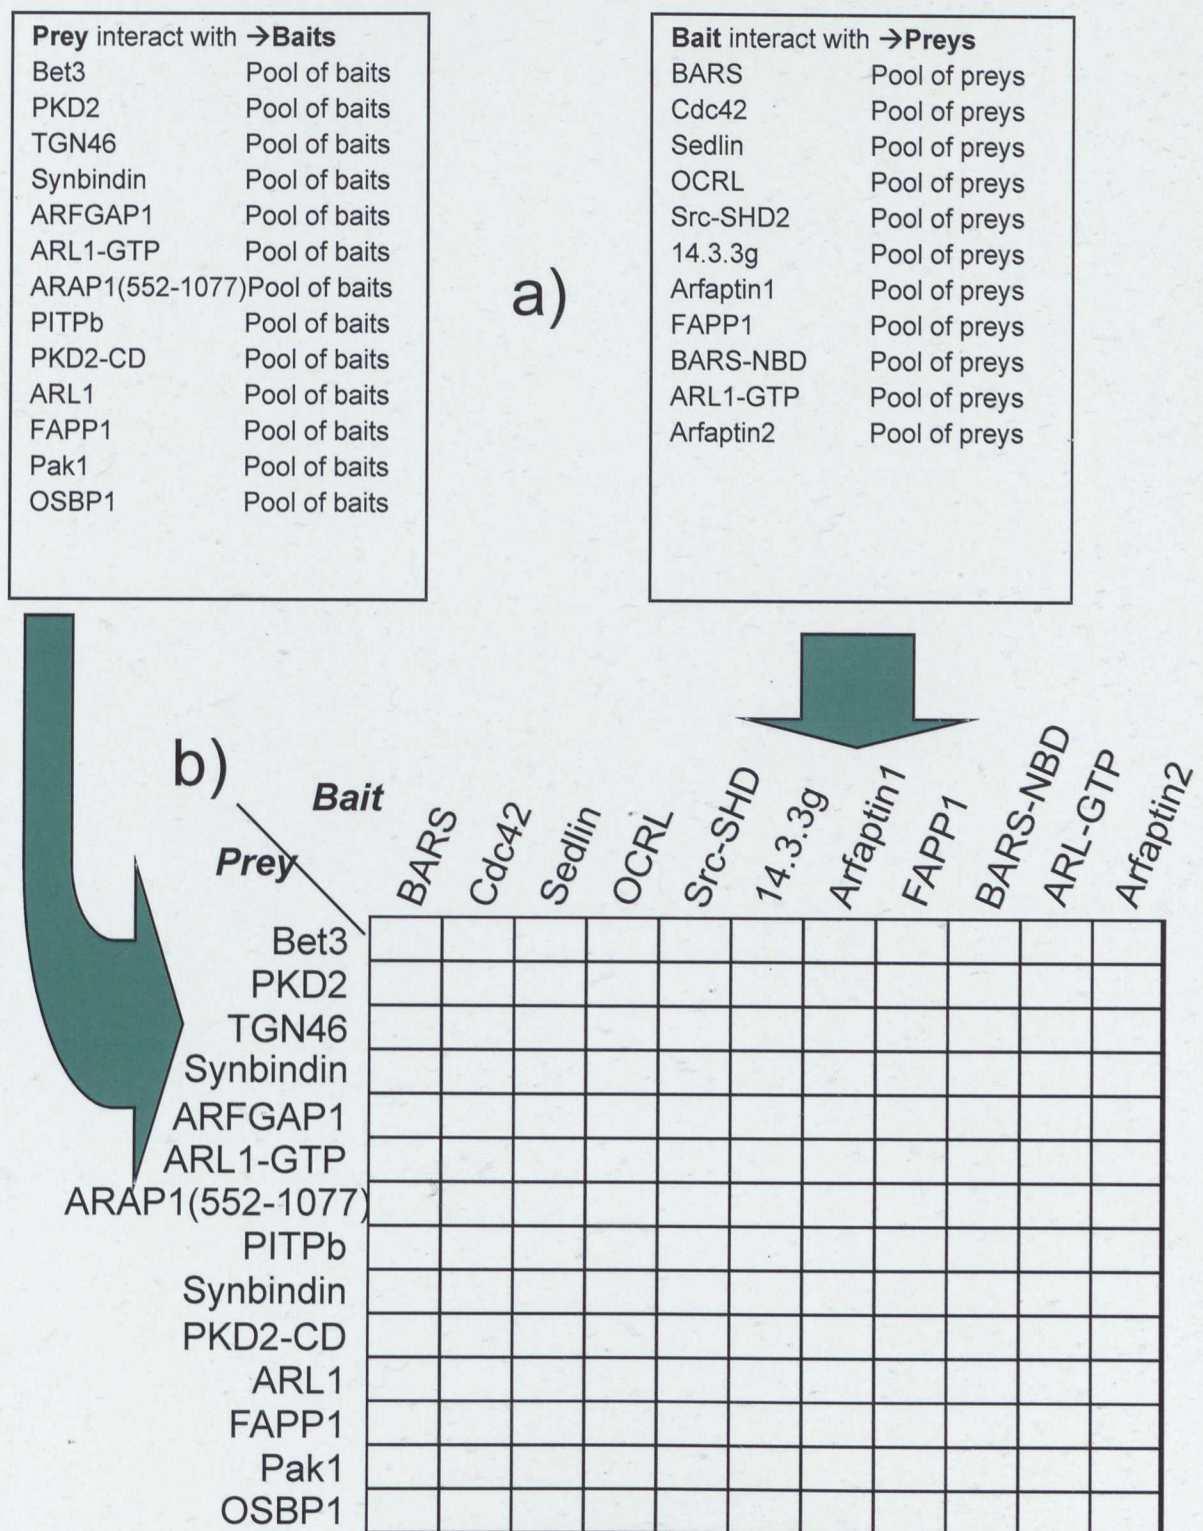 Prey interact with →Baits
Bet3 Pool of baits
PKD2 Pool of baits
TGN46 Pool of baits
Synbindin Pool of baits
ARFGAP1 Pool of baits
ARL1-GTP Pool of baits
ARAP1(552-1077)Pool of baits
PITPb Pool of baits
PKD2-CD Pool of baits
ARL1 Pool of baits
FAPP1 Pool of baits
Pak1 Pool of baits
OSBP1 Pool of baits
a)
Bait interact with →Preys
BARS Pool of preys
Cdc42 Pool of preys
Sedlin Pool of preys
OCRL Pool of preys
Src-SHD2 Pool of preys
14.3.3g Pool of preys
Arfaptin1 Pool of preys
FAPP1 Pool of preys
BARS-NBD Pool of preys
ARL1-GTP Pool of preys
Arfaptin2 Pool of preys
b)
Bait
Prey
BARS
Cdc42
Sedlin
OCRL
Src-SHD
14.3.3g
Arfaptin1
FAPP1
BARS-NBD
ARL-GTP
Arfaptin2
Bet3
PKD2
TGN46
Synbindin
ARFGAP1
ARL1-GTP
ARAP1(552-1077)
PITPb
Synbindin
PKD2-CD
ARL1
FAPP1
Pak1
OSBP1